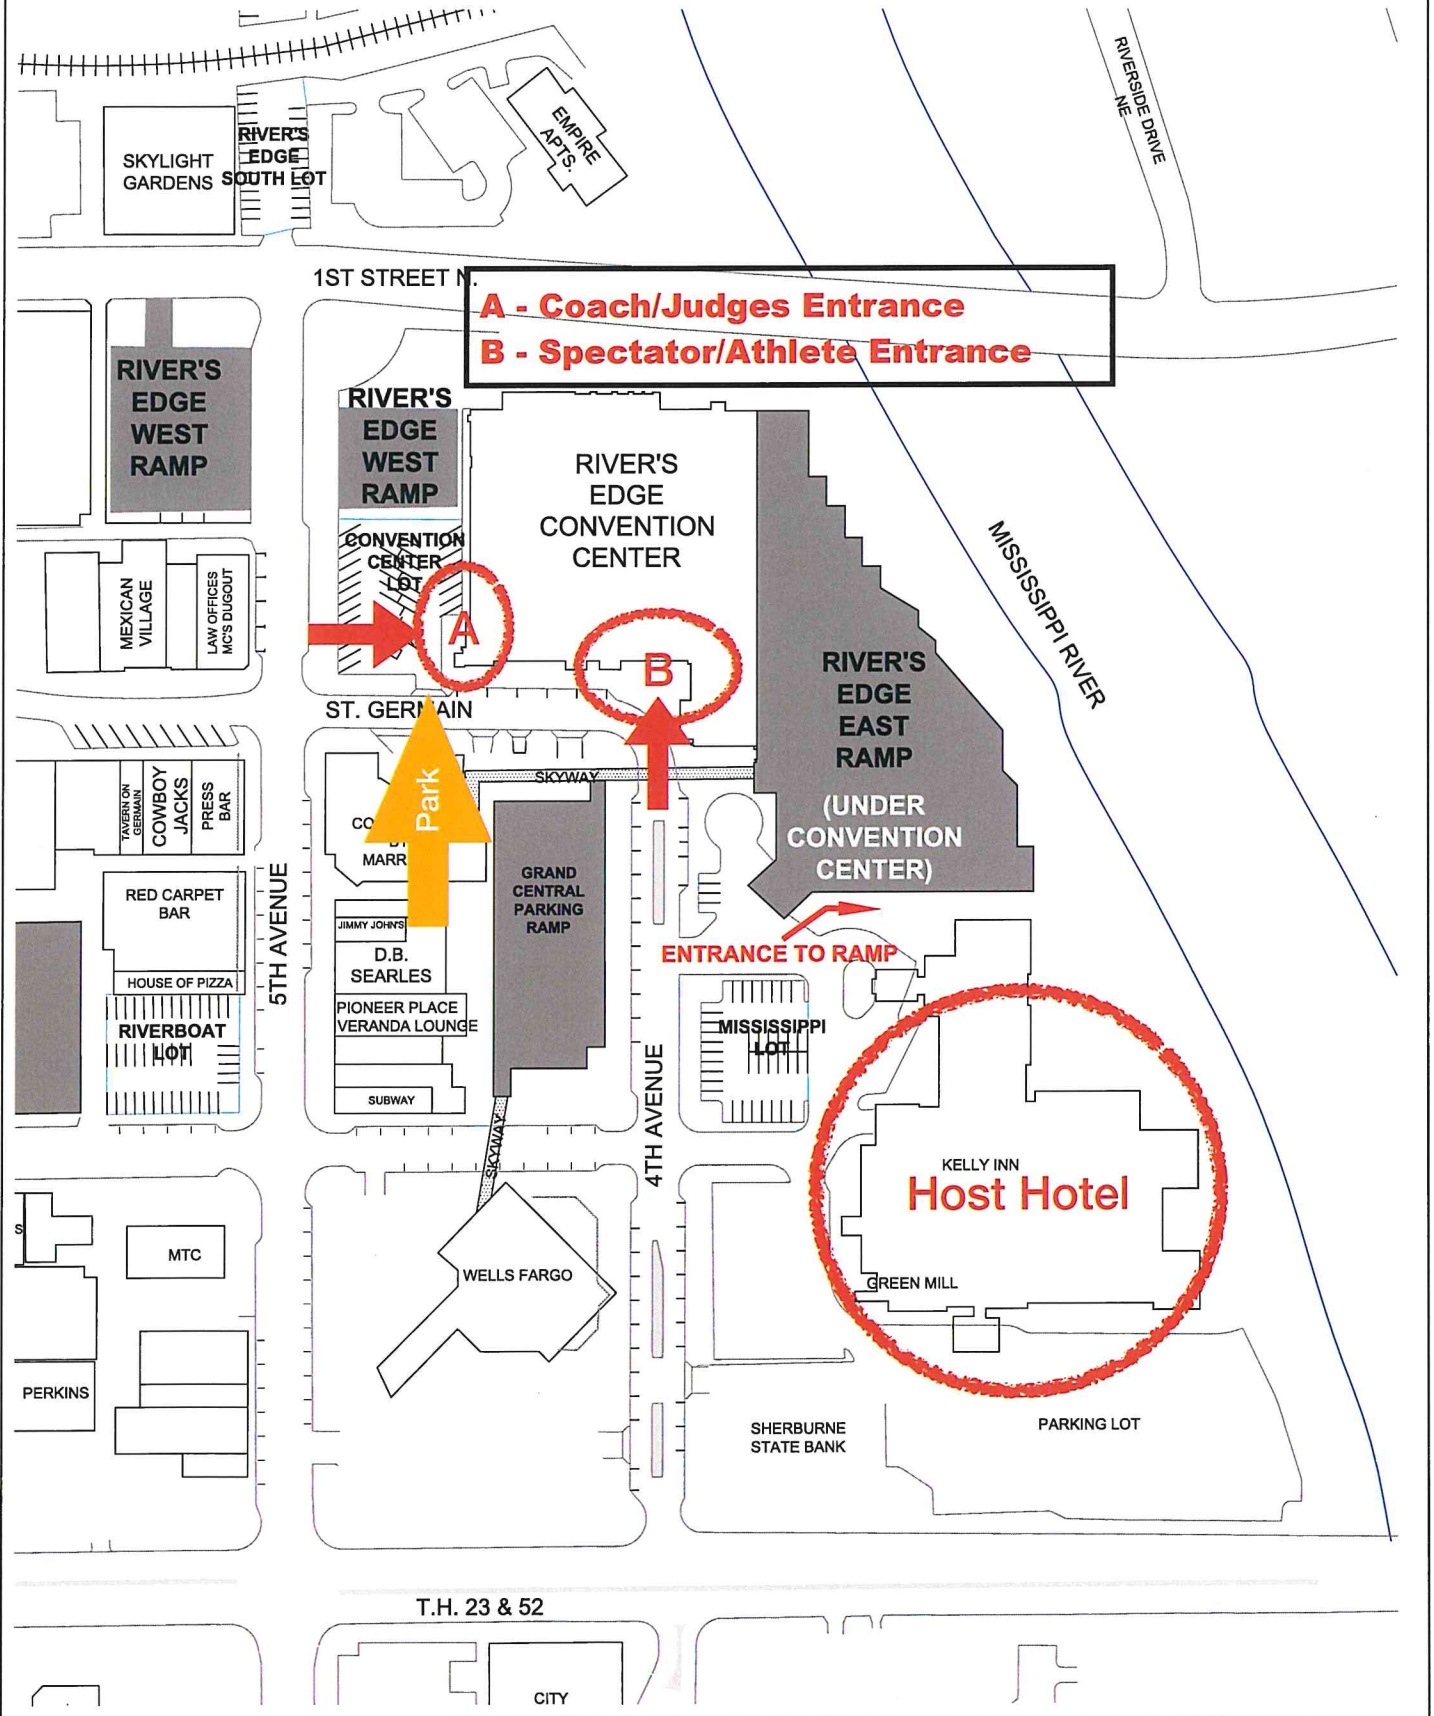 RIVERSIDE DRIVE
NE
EMPIRE
APTS.
SKYLIGHT
GARDENS
RIVER'S
EDGE
SOUTH LOT
1ST STREET N.
A - Coach/Judges Entrance
B - Spectator/Athlete Entrance
RIVER'S
EDGE
WEST
RAMP
RIVER'S
EDGE
WEST
RAMP
RIVER'S
EDGE
CONVENTION
CENTER
CONVENTION
CENTER
LOT
MISSISSIPPI RIVER
MEXICAN
VILLAGE
LAW OFFICES
MC'S DUGOUT
A
B
RIVER'S
EDGE
EAST
RAMP
(UNDER
CONVENTION
CENTER)
ST. GERMAIN
SKYWAY
Park
TAVERN ON
GERMAIN
COWBOY
JACKS
PRESS
BAR
CO
MARR
GRAND
CENTRAL
PARKING
RAMP
RED CARPET
BAR
5TH AVENUE
JIMMY JOHN'S
D.B.
SEARLES
ENTRANCE TO RAMP
HOUSE OF PIZZA
PIONEER PLACE
VERANDA LOUNGE
RIVERBOAT
LOT
MISSISSIPPI
LOT
SUBWAY
4TH AVENUE
SKYWAY
KELLY INN
Host Hotel
S
MTC
WELLS FARGO
GREEN MILL
PERKINS
SHERBURNE
STATE BANK
PARKING LOT
T.H. 23 & 52
CITY